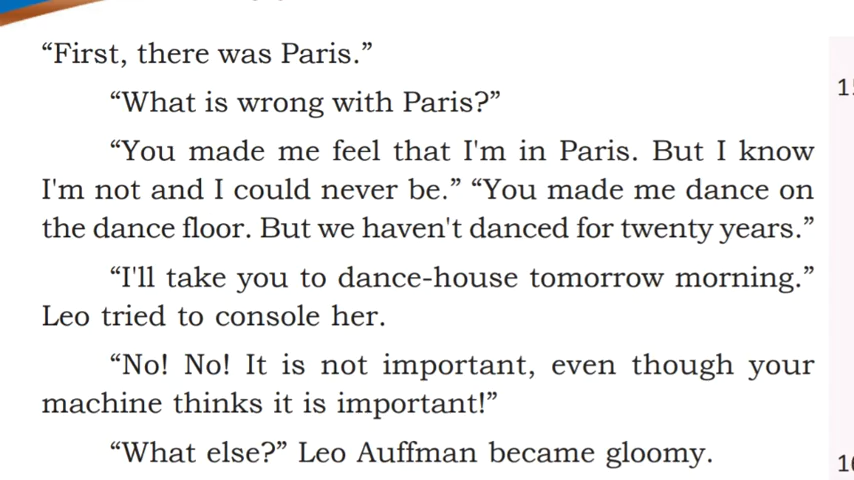 “First, there was Paris.”
“What is wrong with Paris?”
“You made me feel that I'm in Paris. But I know
I'm not and I could never be.” “You made me dance on
the dance floor. But we haven't danced for twenty years.”
“I'll take you to dance-house tomorrow morning.”
Leo tried to console her.
“No! No! It is not important, even though your
machine thinks it is important!”
“What else?” Leo Auffman became gloomy.